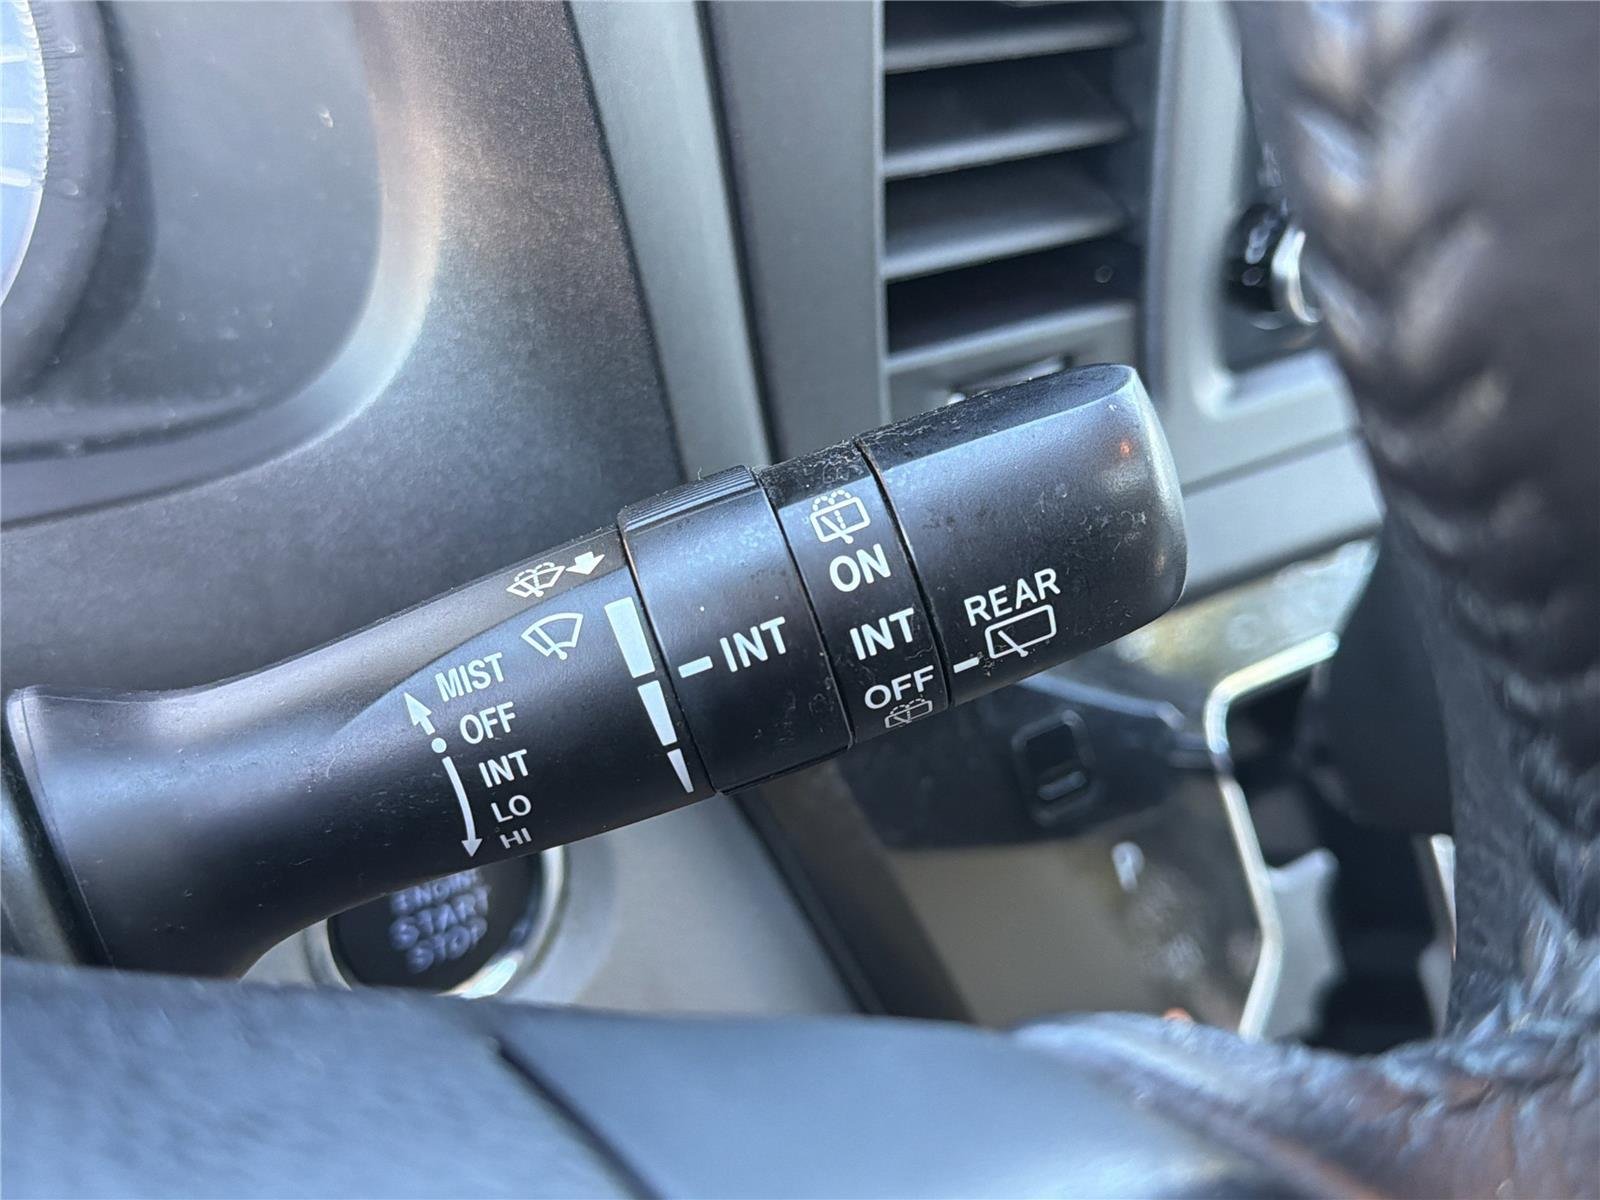 MIST
OFF
INT
LO
HI
INT
ON
INT
OFF
REAR
ENGINE
START
STOP
P